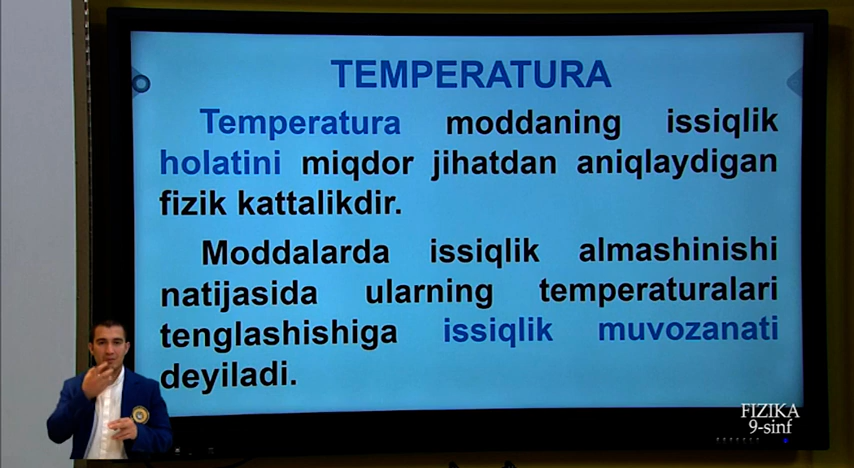 TEMPERATURA
Temperatura moddaning issiqlik
holatini miqdor jihatdan aniqlaydigan
fizik kattalikdir.
Moddalarda issiqlik almashinishi
natijasida ularning temperaturalari
tenglashishiga issiqlik muvozanati
deyiladi.
FIZIKA
9-sinf